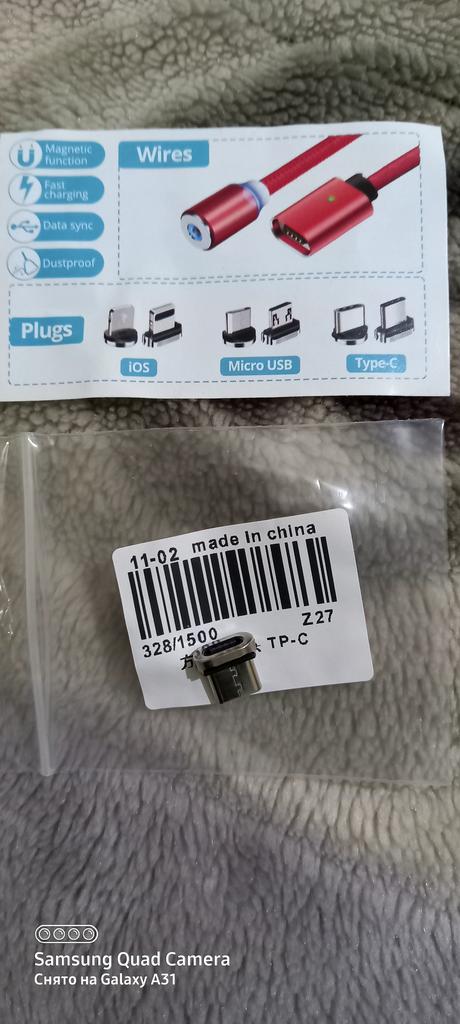 Magnetic
function
Wires
Fast
charging
Data sync
Dustproof
Plugs
iOS
Micro USB
Type-C
11-02 made in china
328/1500
Z27
方
TP-C
Samsung Quad Camera
Снято на Galaxy A31